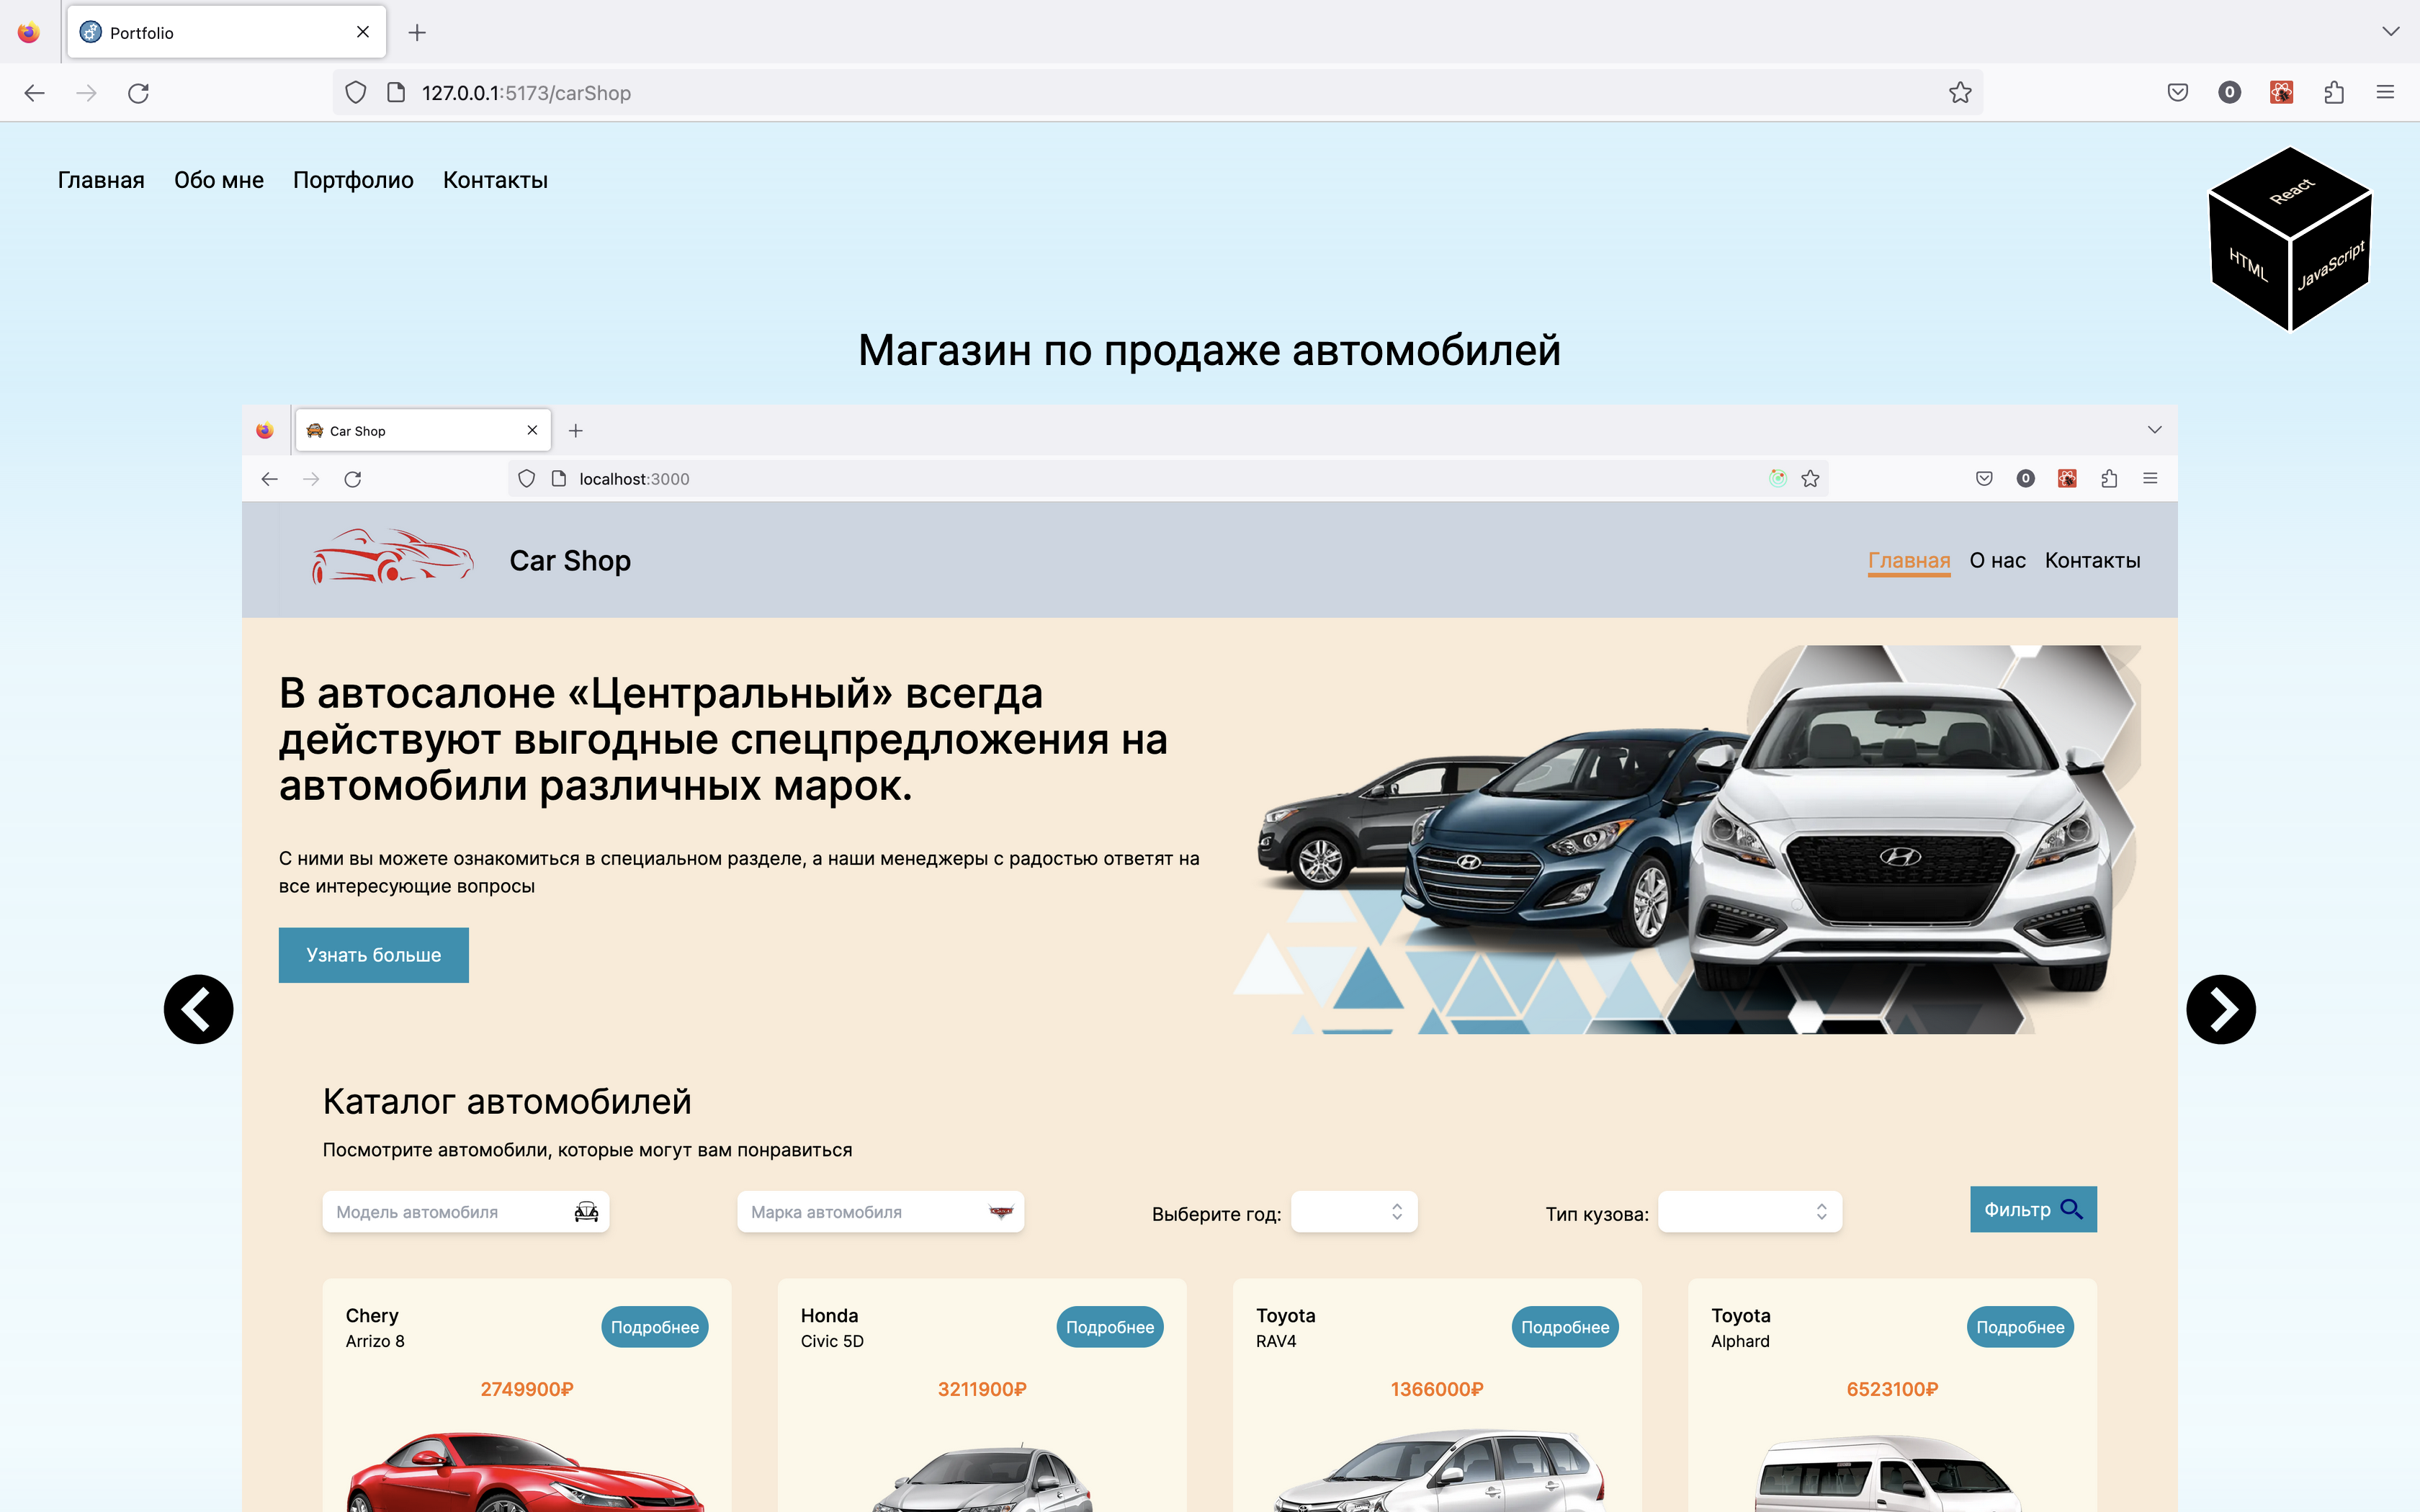 Portfolio
127.0.0.1:5173/carShop
0
Главная Обо мне Портфолио Контакты
React
HTML
JavaScript
Магазин по продаже автомобилей
Car Shop
localhost:3000
0
Car Shop
Главная О нас Контакты
В автосалоне «Центральный» всегда
действуют выгодные спецпредложения на
автомобили различных марок.
С ними вы можете ознакомиться в специальном разделе, а наши менеджеры с радостью ответят на
все интересующие вопросы
Узнать больше
Каталог автомобилей
Посмотрите автомобили, которые могут вам понравиться
Модель автомобиля
Марка автомобиля
Выберите год:
Тип кузова:
Фильтр
Chery
Arrizo 8
Подробнее
2749900₽
Honda
Civic 5D
Подробнее
3211900₽
Toyota
RAV4
Подробнее
1366000₽
Toyota
Alphard
Подробнее
6523100₽